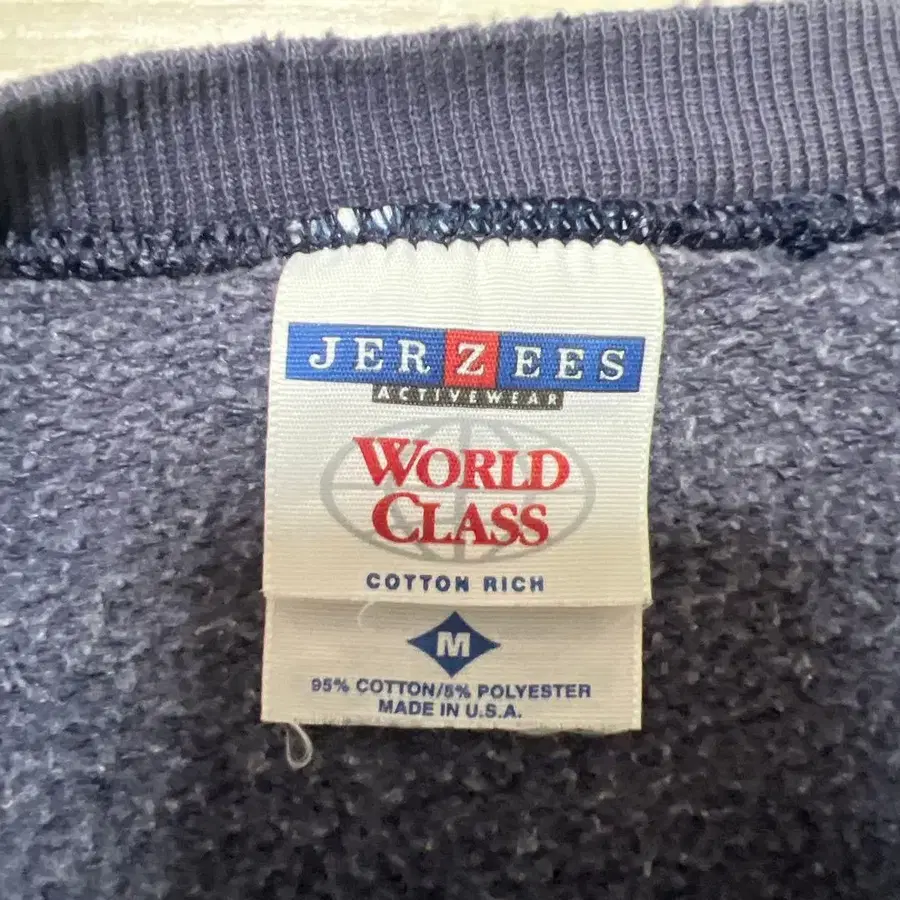 JERZEES
ACTIVEWEAR
WORLD
CLASS
COTTON RICH
M
95% COTTON/5% POLYESTER
MADE IN U.S.A.